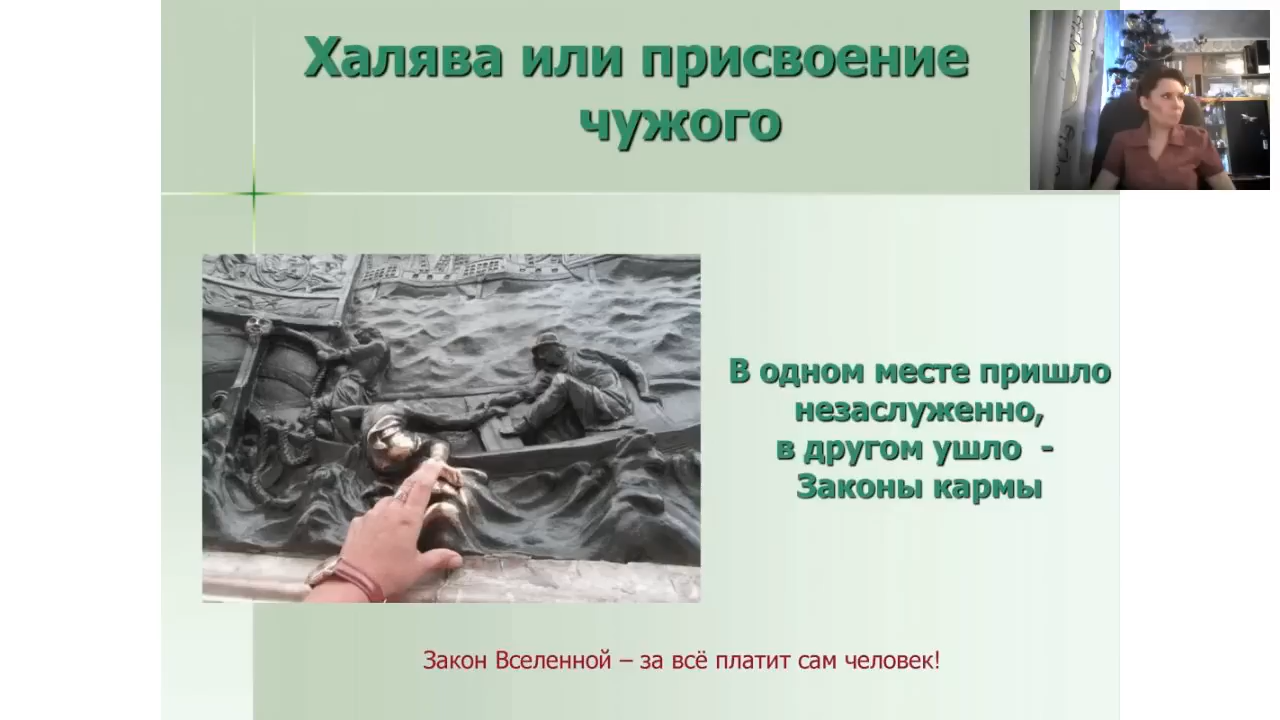 Халява или присвоение
чужого
В одном месте пришло
незаслуженно,
в другом ушло -
Законы кармы
Закон Вселенной – за всё платит сам человек!